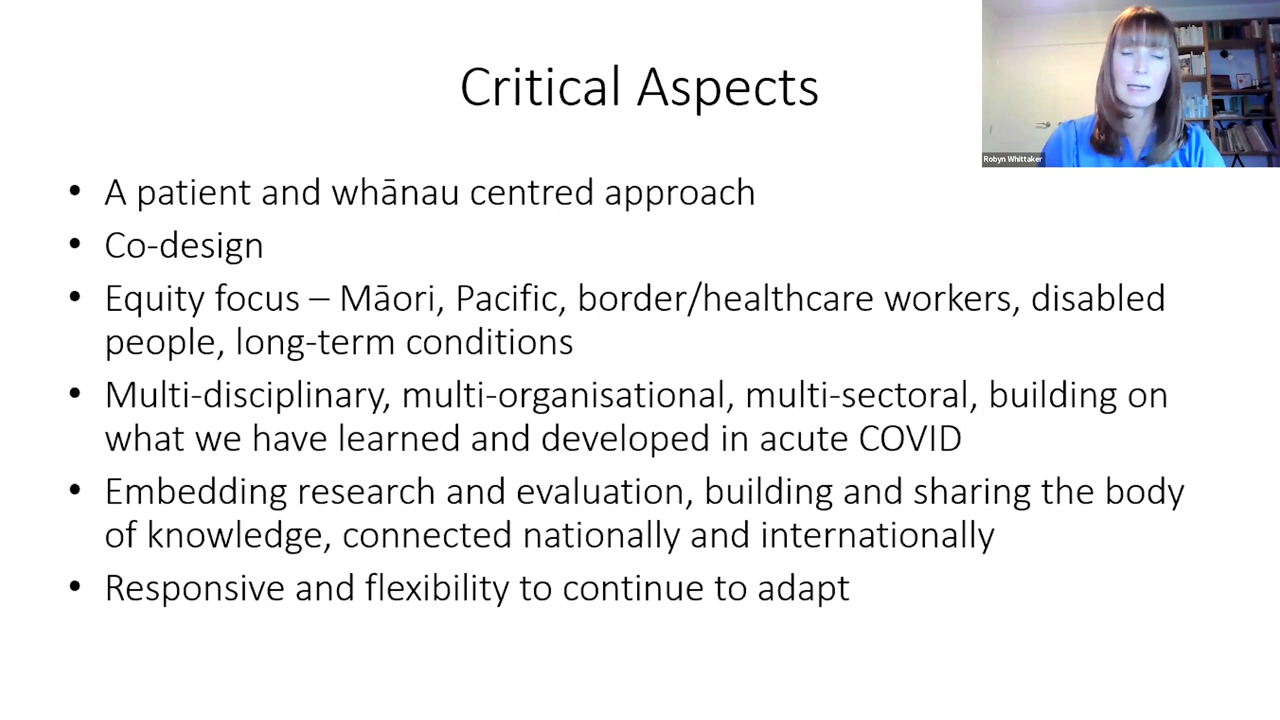 Critical Aspects
Robyn Whittaker
• A patient and whānau centred approach
• Co-design
• Equity focus – Māori, Pacific, border/healthcare workers, disabled
people, long-term conditions
• Multi-disciplinary, multi-organisational, multi-sectoral, building on
what we have learned and developed in acute COVID
• Embedding research and evaluation, building and sharing the body
of knowledge, connected nationally and internationally
• Responsive and flexibility to continue to adapt